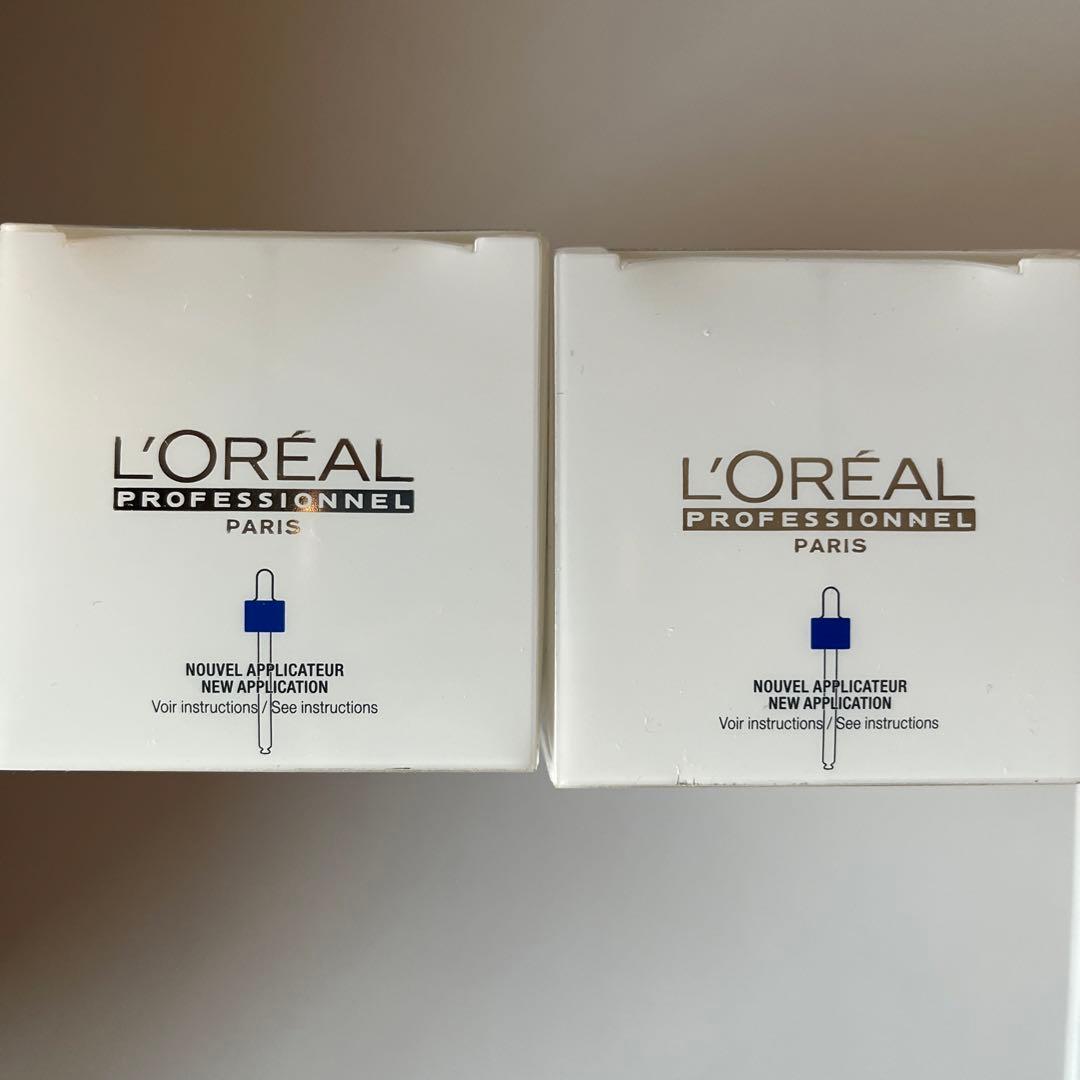 L'ORÉAL
PROFESSIONNEL
PARIS
NOUVEL APPLICATEUR
NEW APPLICATION
Voir instructions / See instructions
L'ORÉAL
PROFESSIONNEL
PARIS
NOUVEL APPLICATEUR
NEW APPLICATION
Voir instructions / See instructions